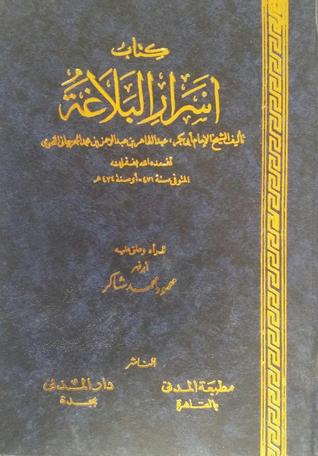 كتاب
أسرار البلاغة
تأليف الشيخ الإمام أبي بكر، عبد القاهر بن عبد الرحمن بن محمد الجرجاني النحوي
تغمده الله بغفرانه
المتوفى سنة ٤٧١ - أو سنة ٤٧٤ هـ
قرأه وعلق عليه
أبو فهر
محمود محمد شاكر
الناشر
مطبعة المدني دار المدني
بالقاهرة بجدة